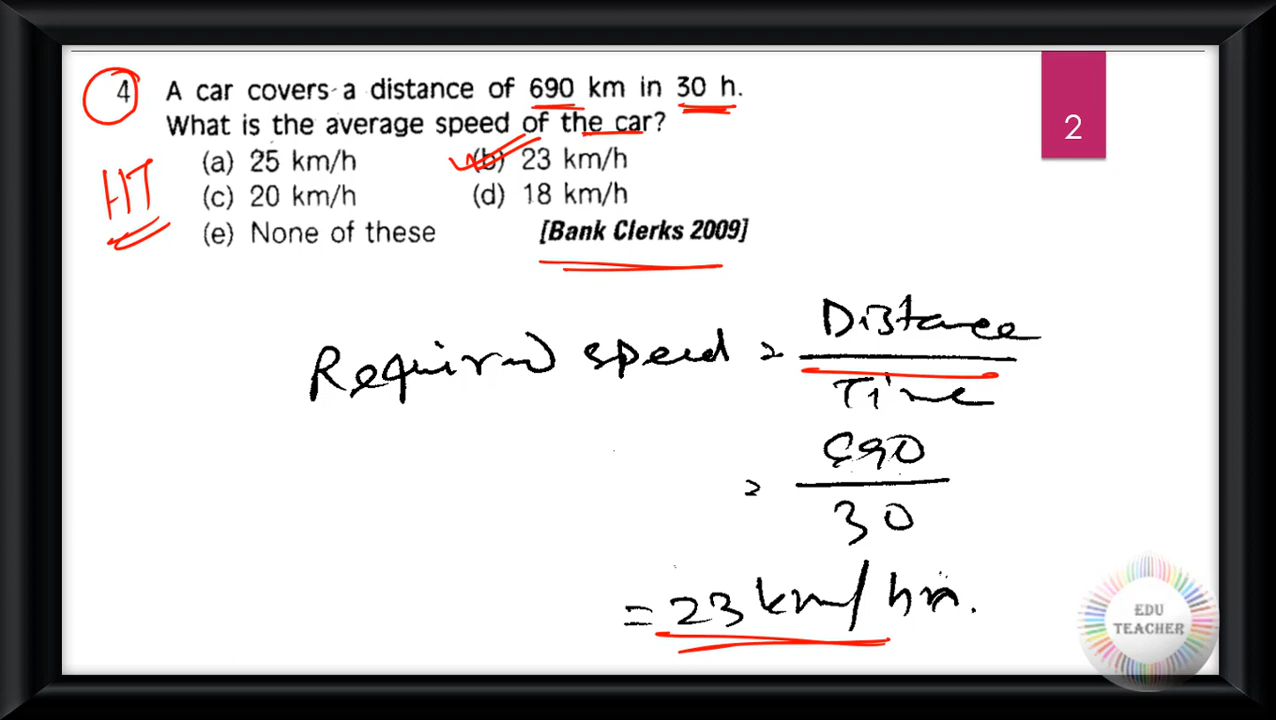 4 A car covers a distance of 690 km in 30 h.
What is the average speed of the car?
(a) 25 km/h (b) 23 km/h
(c) 20 km/h (d) 18 km/h
(e) None of these [Bank Clerks 2009]
HT
2
Required speed = Distance
Time
= 690
30
= 23 km/hr.
EDU
TEACHER